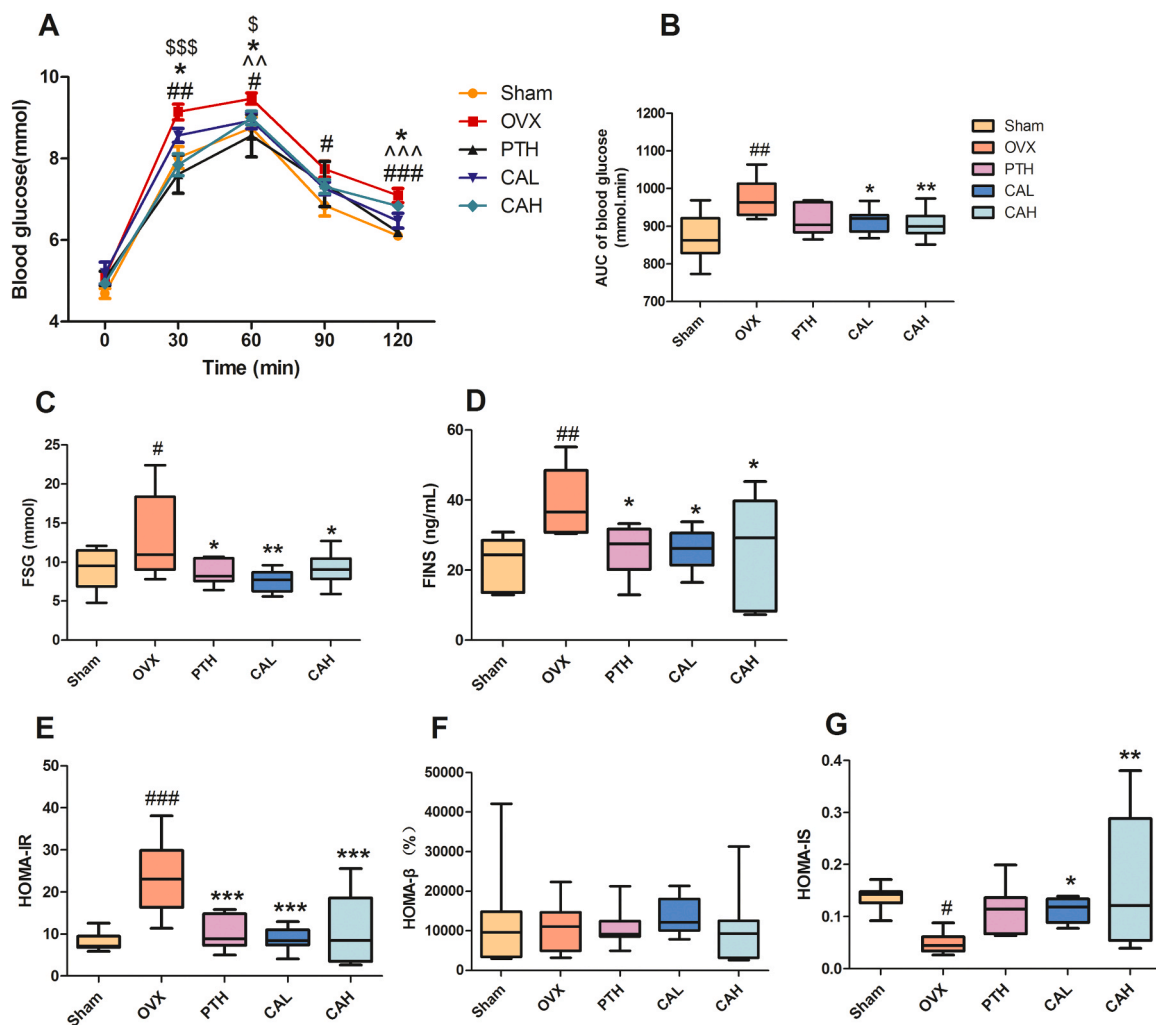 A
$$$
*
##
$
*
^^
#
#
*
^^^
###
10
8
6
4
Blood glucose(mmol)
0
30
60
90
120
Time (min)
Sham
OVX
PTH
CAL
CAH
B
1200
1100
1000
900
800
700
AUC of blood glucose
(mmol.min)
##
*
**
Sham
OVX
PTH
CAL
CAH
Sham
OVX
PTH
CAL
CAH
C
25
20
15
10
5
0
FSG (mmol)
#
*
**
*
Sham
OVX
PTH
CAL
CAH
D
60
40
20
0
FINS (ng/mL)
##
*
*
*
Sham
OVX
PTH
CAL
CAH
E
50
40
30
20
10
0
HOMA-IR
###
***
***
***
Sham
OVX
PTH
CAL
CAH
F
50000
40000
30000
20000
10000
0
HOMA-β (%)
Sham
OVX
PTH
CAL
CAH
G
0.4
0.3
0.2
0.1
0.0
HOMA-IS
#
*
**
Sham
OVX
PTH
CAL
CAH